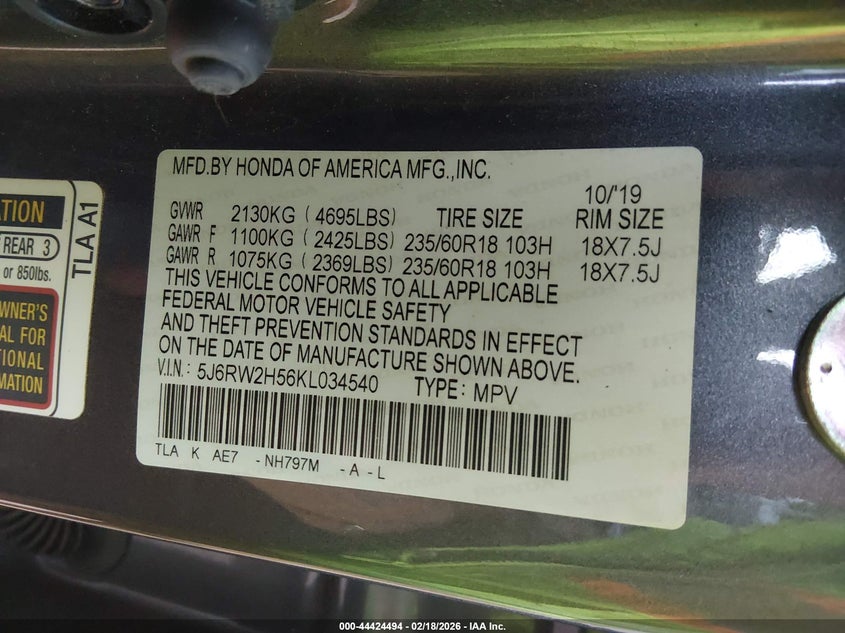 MFD.BY HONDA OF AMERICA MFG.,INC.
10/'19
GVWR 2130KG ( 4695LBS) TIRE SIZE RIM SIZE
GAWR F 1100KG ( 2425LBS) 235/60R18 103H 18X7.5J
GAWR R 1075KG ( 2369LBS) 235/60R18 103H 18X7.5J
THIS VEHICLE CONFORMS TO ALL APPLICABLE
FEDERAL MOTOR VEHICLE SAFETY
AND THEFT PREVENTION STANDARDS IN EFFECT
ON THE DATE OF MANUFACTURE SHOWN ABOVE.
V.I.N.: 5J6RW2H56KL034540 TYPE: MPV
TLA K AE7 -NH797M -A -L
TION
REAR 3
or 850lbs.
TLA A1
WNER'S
AL FOR
TIONAL
RMATION
000-44424494 - 02/18/2026 - IAA Inc.